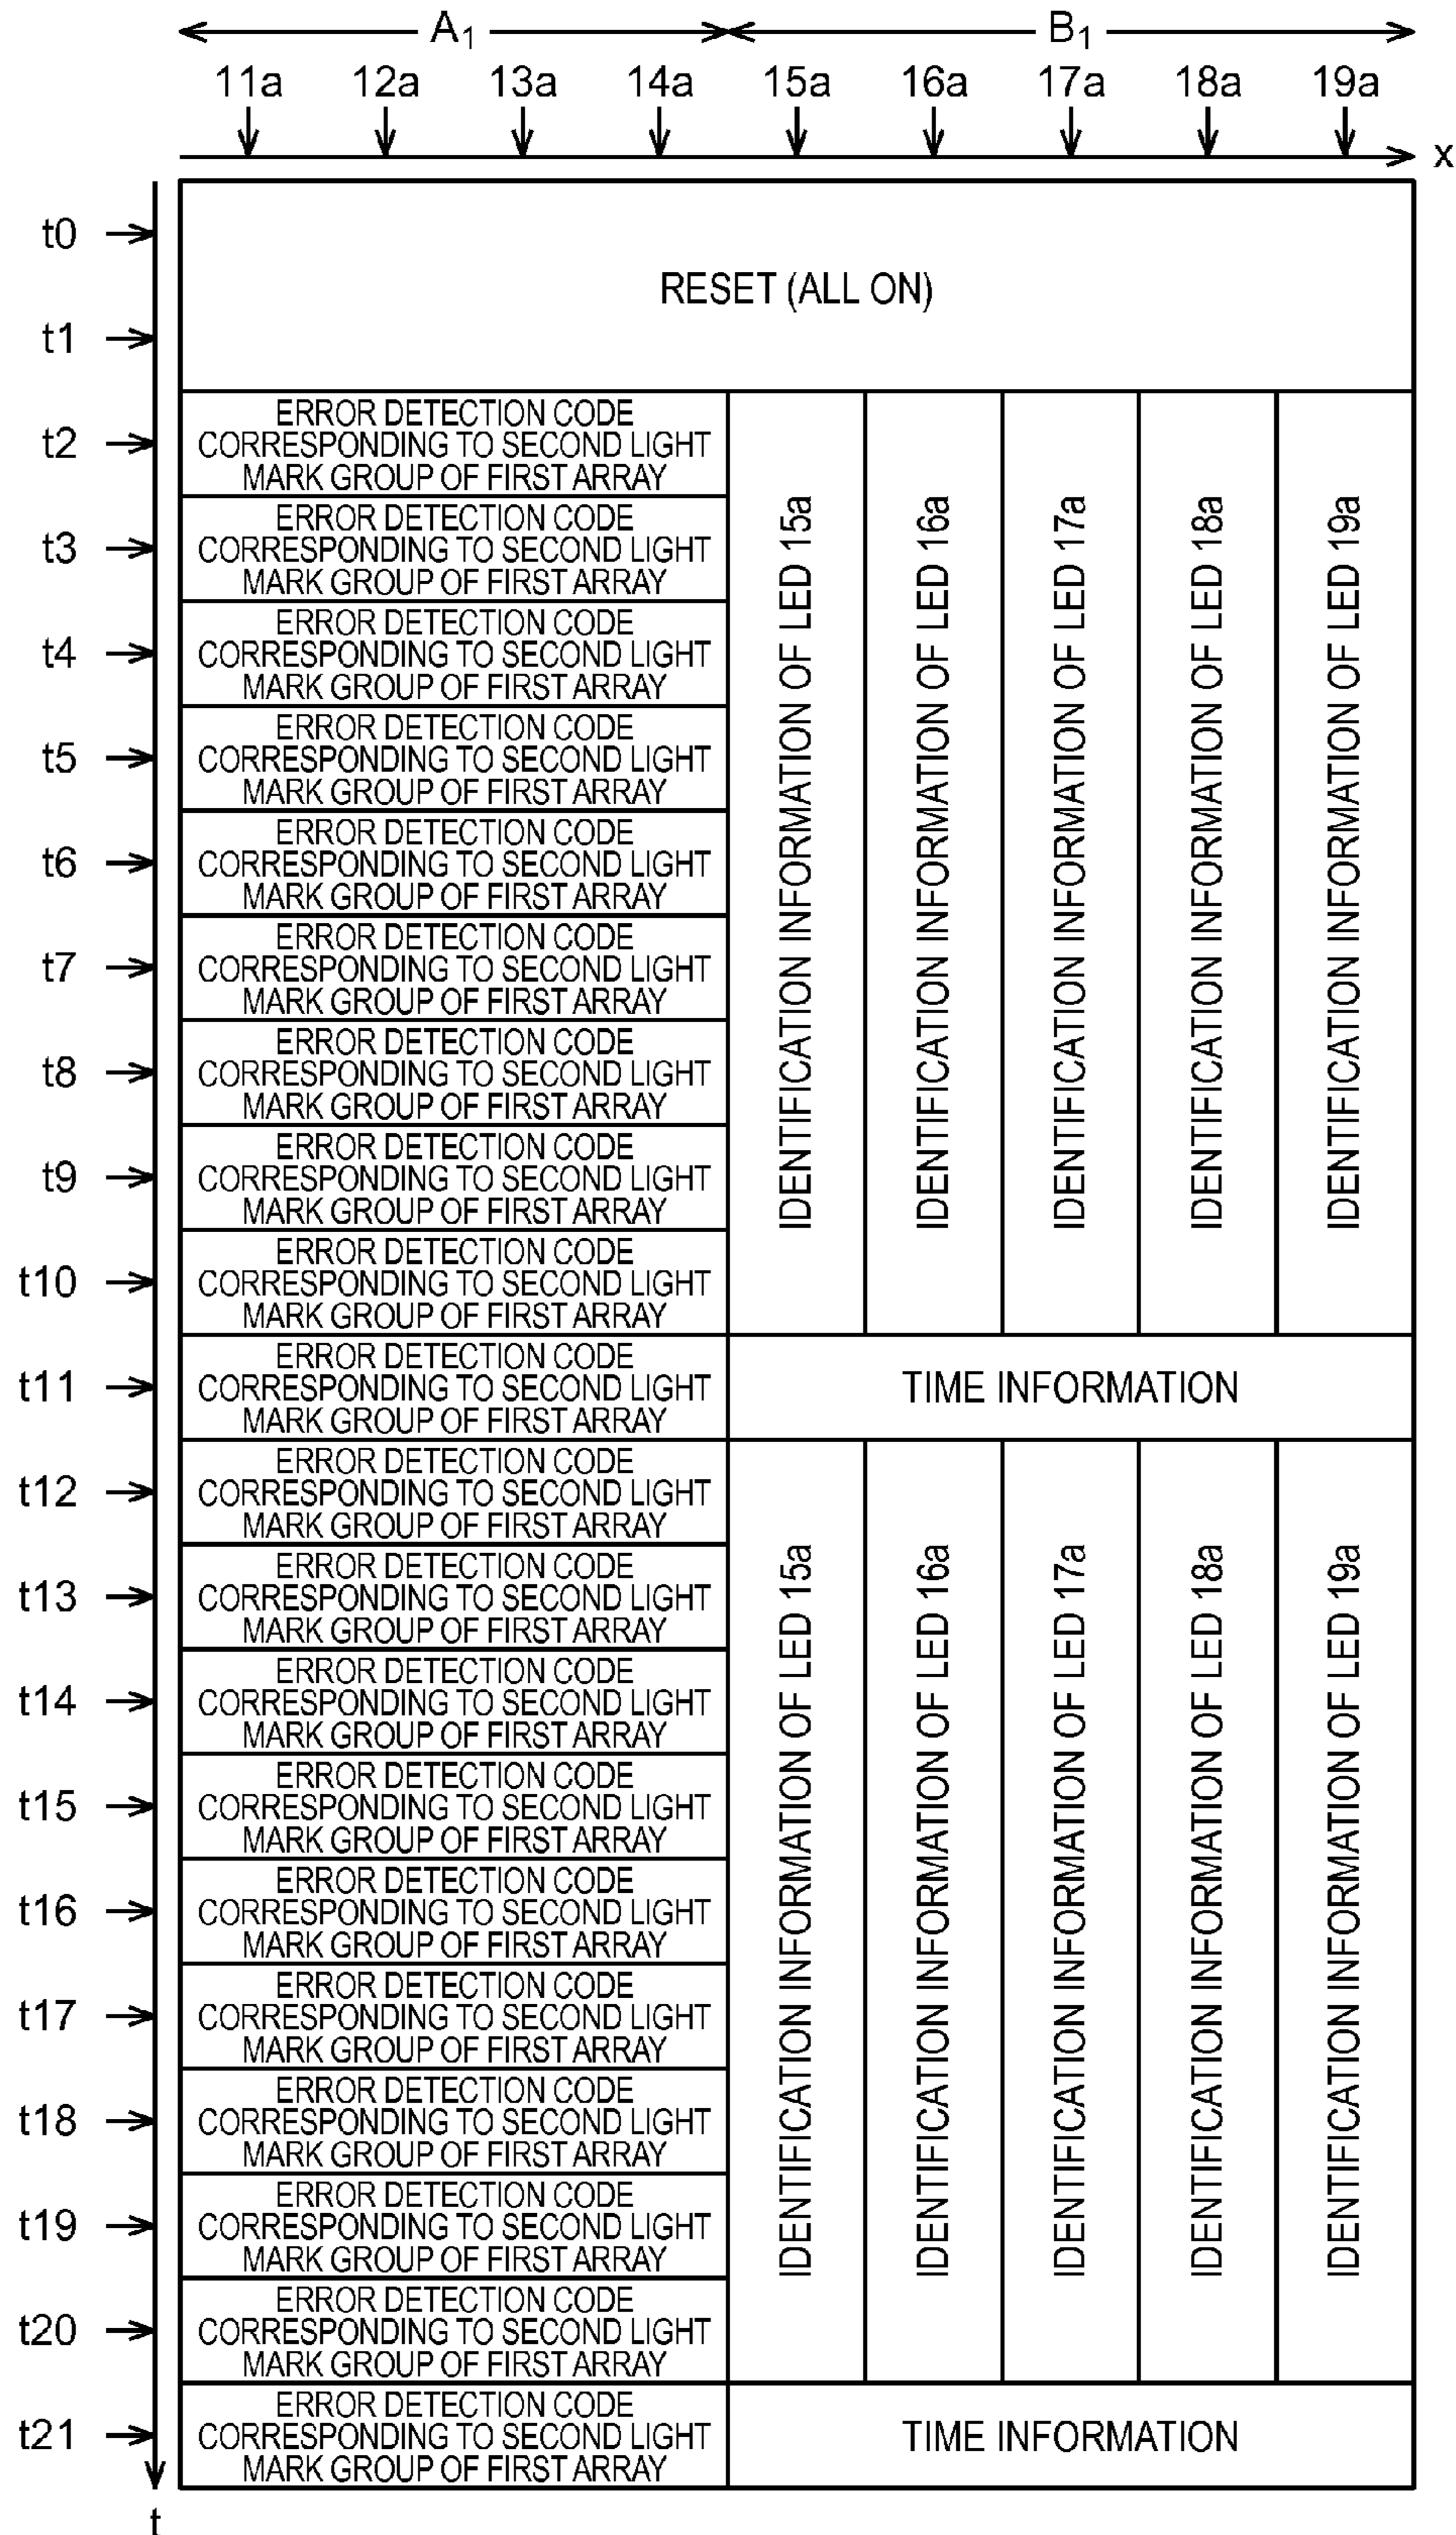 A1 B1
11a 12a 13a 14a 15a 16a 17a 18a 19a
x
t0
RESET (ALL ON)
t1
t2
ERROR DETECTION CODE
CORRESPONDING TO SECOND LIGHT
MARK GROUP OF FIRST ARRAY
t3
ERROR DETECTION CODE
CORRESPONDING TO SECOND LIGHT
MARK GROUP OF FIRST ARRAY
t4
ERROR DETECTION CODE
CORRESPONDING TO SECOND LIGHT
MARK GROUP OF FIRST ARRAY
t5
ERROR DETECTION CODE
CORRESPONDING TO SECOND LIGHT
MARK GROUP OF FIRST ARRAY
t6
ERROR DETECTION CODE
CORRESPONDING TO SECOND LIGHT
MARK GROUP OF FIRST ARRAY
t7
ERROR DETECTION CODE
CORRESPONDING TO SECOND LIGHT
MARK GROUP OF FIRST ARRAY
t8
ERROR DETECTION CODE
CORRESPONDING TO SECOND LIGHT
MARK GROUP OF FIRST ARRAY
t9
ERROR DETECTION CODE
CORRESPONDING TO SECOND LIGHT
MARK GROUP OF FIRST ARRAY
t10
ERROR DETECTION CODE
CORRESPONDING TO SECOND LIGHT
MARK GROUP OF FIRST ARRAY
IDENTIFICATION INFORMATION OF LED 15a
IDENTIFICATION INFORMATION OF LED 16a
IDENTIFICATION INFORMATION OF LED 17a
IDENTIFICATION INFORMATION OF LED 18a
IDENTIFICATION INFORMATION OF LED 19a
t11
ERROR DETECTION CODE
CORRESPONDING TO SECOND LIGHT
MARK GROUP OF FIRST ARRAY
TIME INFORMATION
t12
ERROR DETECTION CODE
CORRESPONDING TO SECOND LIGHT
MARK GROUP OF FIRST ARRAY
t13
ERROR DETECTION CODE
CORRESPONDING TO SECOND LIGHT
MARK GROUP OF FIRST ARRAY
t14
ERROR DETECTION CODE
CORRESPONDING TO SECOND LIGHT
MARK GROUP OF FIRST ARRAY
t15
ERROR DETECTION CODE
CORRESPONDING TO SECOND LIGHT
MARK GROUP OF FIRST ARRAY
t16
ERROR DETECTION CODE
CORRESPONDING TO SECOND LIGHT
MARK GROUP OF FIRST ARRAY
t17
ERROR DETECTION CODE
CORRESPONDING TO SECOND LIGHT
MARK GROUP OF FIRST ARRAY
t18
ERROR DETECTION CODE
CORRESPONDING TO SECOND LIGHT
MARK GROUP OF FIRST ARRAY
t19
ERROR DETECTION CODE
CORRESPONDING TO SECOND LIGHT
MARK GROUP OF FIRST ARRAY
t20
ERROR DETECTION CODE
CORRESPONDING TO SECOND LIGHT
MARK GROUP OF FIRST ARRAY
IDENTIFICATION INFORMATION OF LED 15a
IDENTIFICATION INFORMATION OF LED 16a
IDENTIFICATION INFORMATION OF LED 17a
IDENTIFICATION INFORMATION OF LED 18a
IDENTIFICATION INFORMATION OF LED 19a
t21
ERROR DETECTION CODE
CORRESPONDING TO SECOND LIGHT
MARK GROUP OF FIRST ARRAY
TIME INFORMATION
t